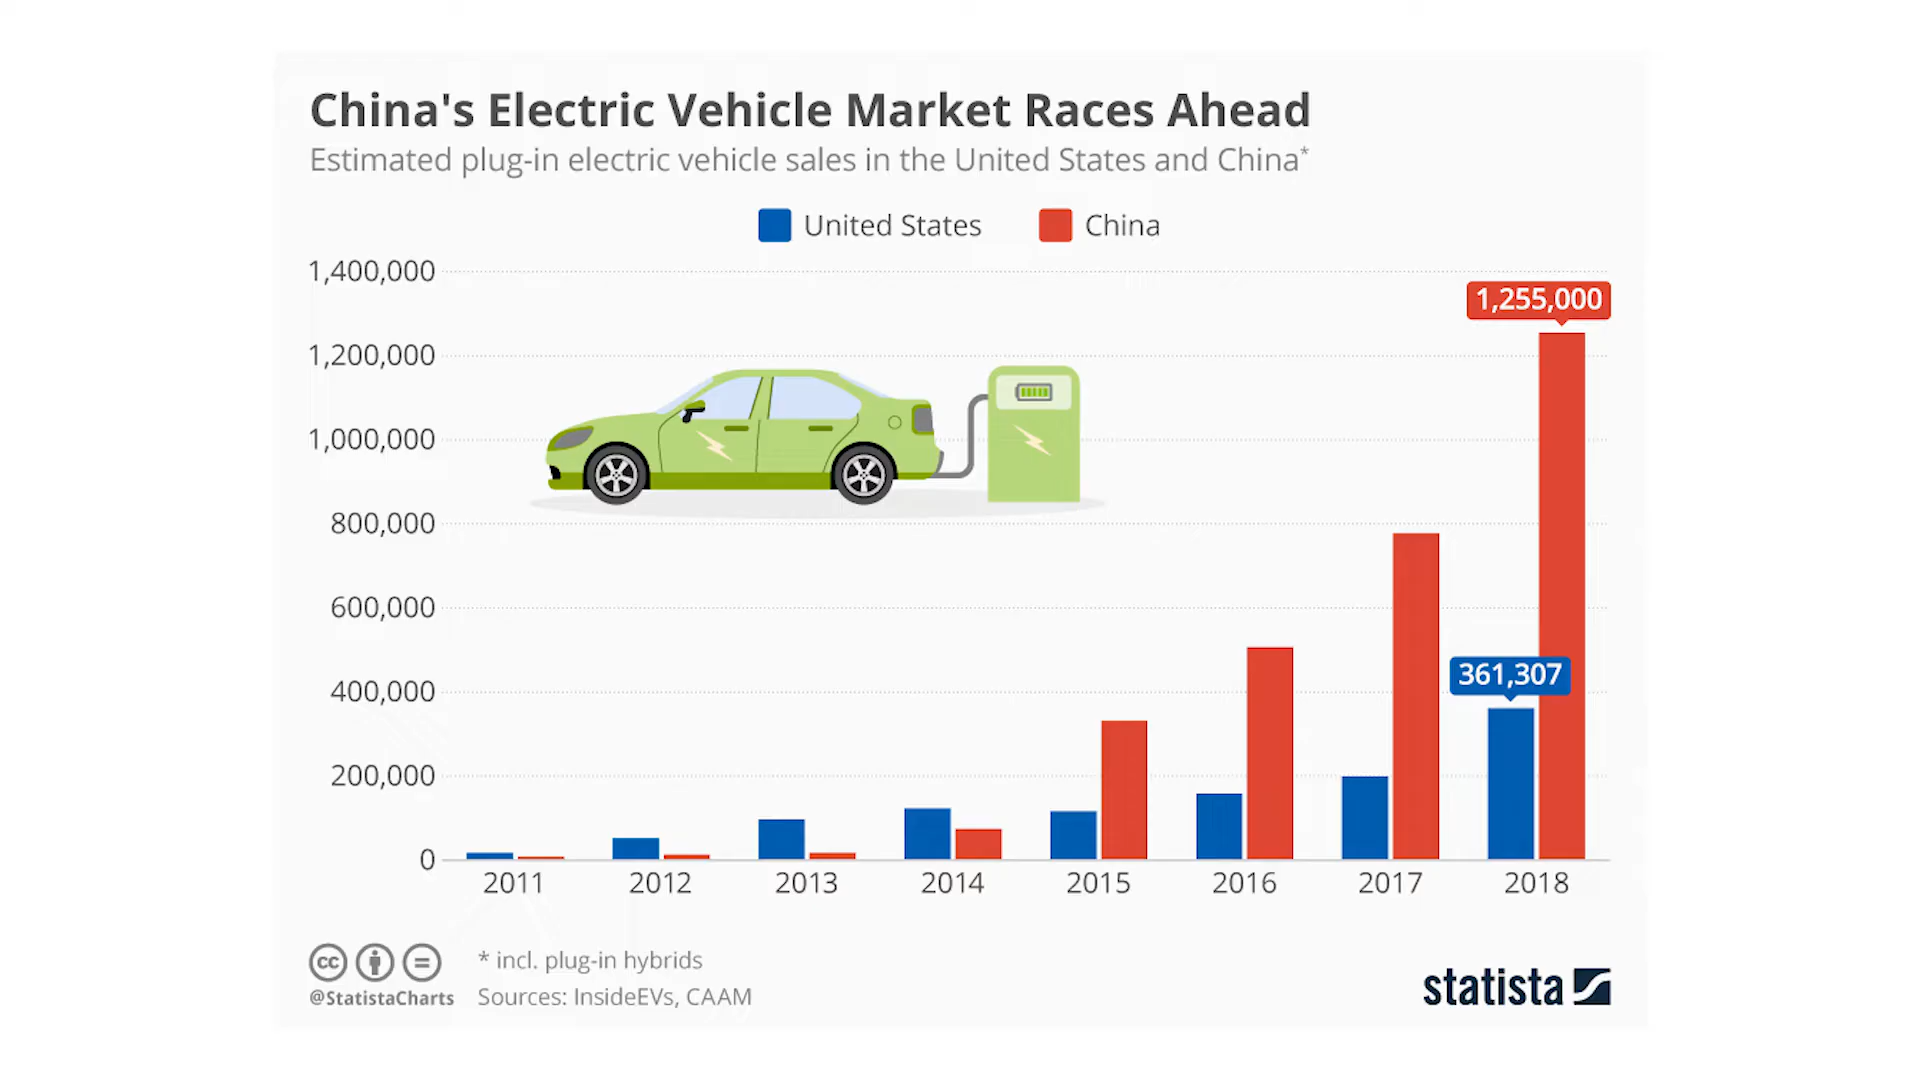 China's Electric Vehicle Market Races Ahead
Estimated plug-in electric vehicle sales in the United States and China*
United States
China
1,400,000
1,200,000
1,000,000
800,000
600,000
400,000
200,000
0
1,255,000
361,307
2011
2012
2013
2014
2015
2016
2017
2018
cc
@StatistaCharts
* incl. plug-in hybrids
Sources: InsideEVs, CAAM
statista